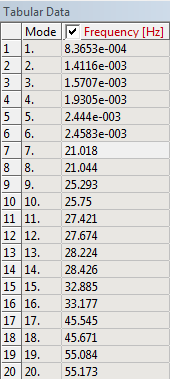 Tabular Data
Mode Frequency [Hz]
1 1. 8.3653e-004
2 2. 1.4116e-003
3 3. 1.5707e-003
4 4. 1.9305e-003
5 5. 2.444e-003
6 6. 2.4583e-003
7 7. 21.018
8 8. 21.044
9 9. 25.293
10 10. 25.75
11 11. 27.421
12 12. 27.674
13 13. 28.224
14 14. 28.426
15 15. 32.885
16 16. 33.177
17 17. 45.545
18 18. 45.671
19 19. 55.084
20 20. 55.173